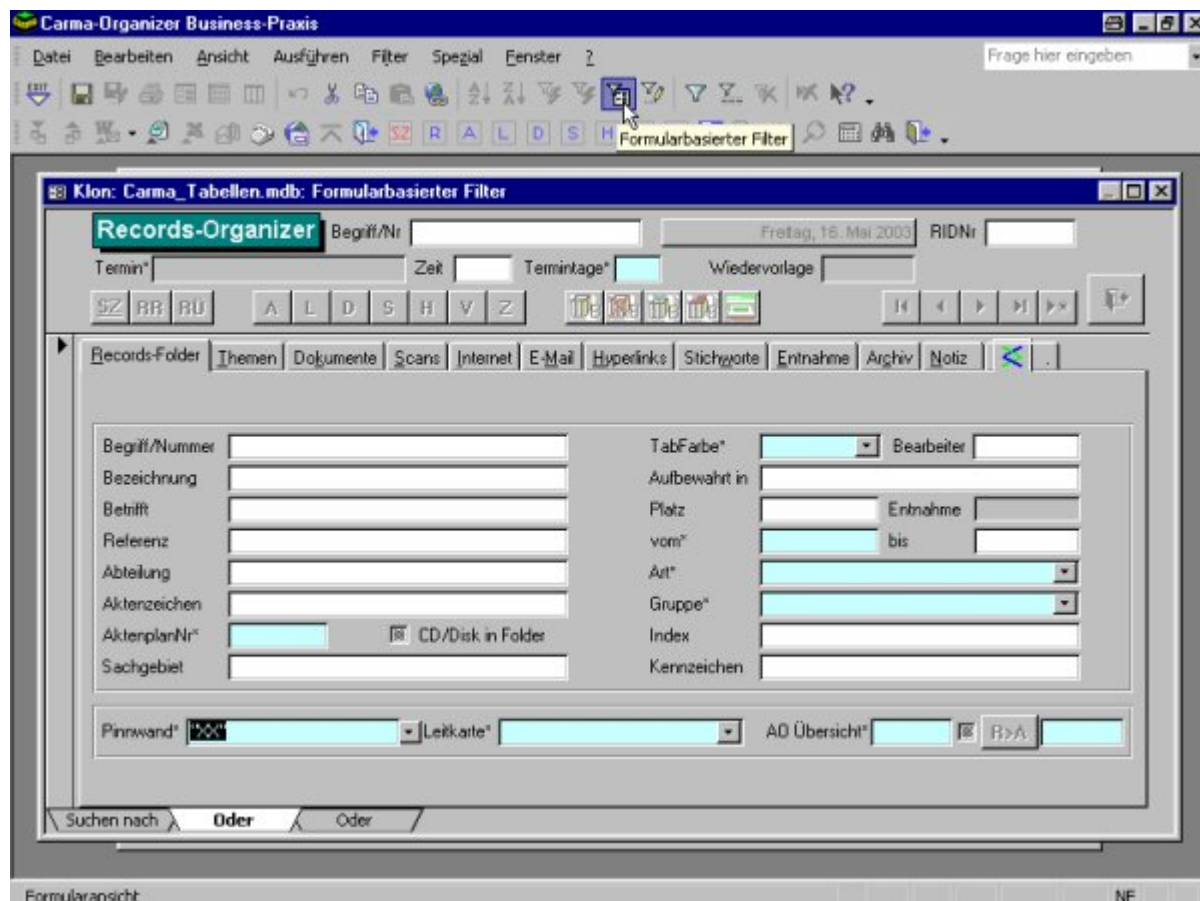 Carma-Organizer Business-Praxis
Datei Bearbeiten Ansicht Ausführen Filter Spezial Fenster ?
Frage hier eingeben
EXIT
SZ R A L D S H
Formularbasierter Filter
Klon: Carma_Tabellen.mdb: Formularbasierter Filter
Records-Organizer Begriff/Nr Freitag, 16. Mai 2003 RIDNr
Termin* Zeit Termintage* Wiedervorlage
SZ RR RÜ A L D S H V Z
Records-Folder Themen Dokumente Scans Internet E-Mail Hyperlinks Stichworte Entnahme Archiv Notiz .
Begriff/Nummer TabFarbe* Bearbeiter
Bezeichnung Aufbewahrt in
Betrifft Platz Entnahme
Referenz vom* bis
Abteilung Art*
Aktenzeichen Gruppe*
AktenplanNr* CD/Disk in Folder Index
Sachgebiet Kennzeichen
Pinnwand* "XX" Leitkarte* AO Übersicht* R>A
Suchen nach Oder Oder
Formularansicht NF